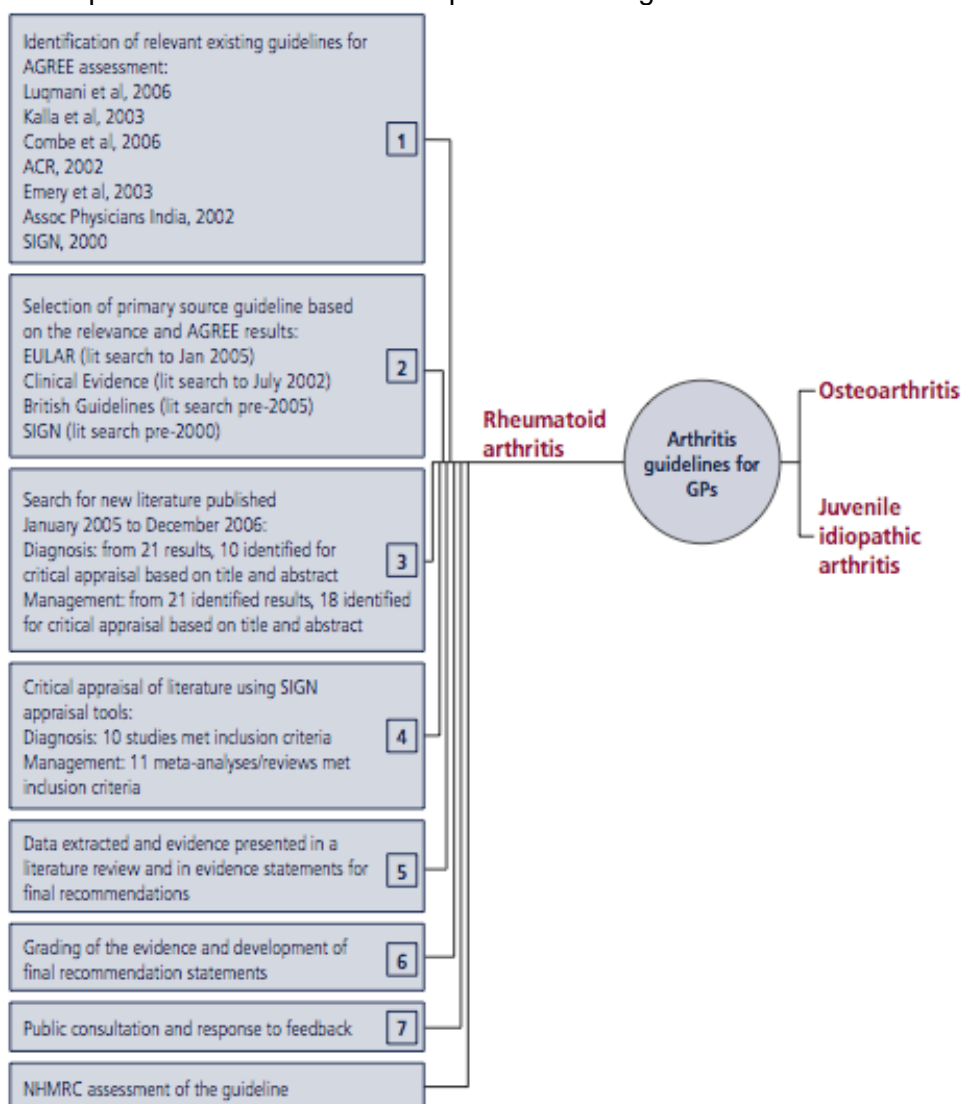 Identification of relevant existing guidelines for
AGREE assessment:
Luqmani et al, 2006
Kalla et al, 2003
Combe et al, 2006
ACR, 2002
Emery et al, 2003
Assoc Physicians India, 2002
SIGN, 2000
1
Selection of primary source guideline based
on the relevance and AGREE results:
EULAR (lit search to Jan 2005)
Clinical Evidence (lit search to July 2002)
British Guidelines (lit search pre-2005)
SIGN (lit search pre-2000)
2
Search for new literature published
January 2005 to December 2006:
Diagnosis: from 21 results, 10 identified for
critical appraisal based on title and abstract
Management: from 21 identified results, 18 identified
for critical appraisal based on title and abstract
3
Critical appraisal of literature using SIGN
appraisal tools:
Diagnosis: 10 studies met inclusion criteria
Management: 11 meta-analyses/reviews met
inclusion criteria
4
Data extracted and evidence presented in a
literature review and in evidence statements for
final recommendations
5
Grading of the evidence and development of
final recommendation statements
6
Public consultation and response to feedback
7
NHMRC assessment of the guideline
Rheumatoid
arthritis
Arthritis
guidelines for
GPs
Osteoarthritis
Juvenile
idiopathic
arthritis